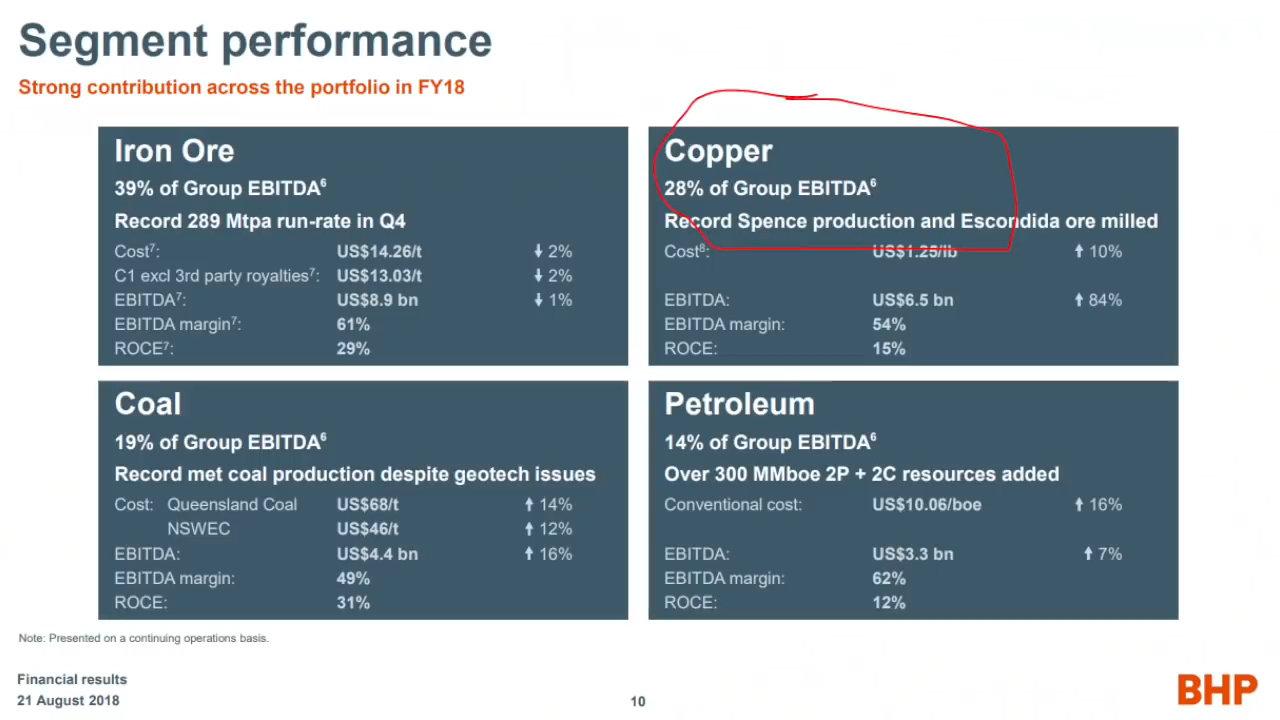 Segment performance
Strong contribution across the portfolio in FY18
Iron Ore
39% of Group EBITDA⁶
Record 289 Mtpa run-rate in Q4
Cost⁷: US$14.26/t ⬇ 2%
C1 excl 3rd party royalties⁷: US$13.03/t ⬇ 2%
EBITDA⁷: US$8.9 bn ⬇ 1%
EBITDA margin⁷: 61%
ROCE⁷: 29%
Copper
28% of Group EBITDA⁶
Record Spence production and Escondida ore milled
Cost⁸: US$1.25/lb ⬆ 10%
EBITDA: US$6.5 bn ⬆ 84%
EBITDA margin: 54%
ROCE: 15%
Coal
19% of Group EBITDA⁶
Record met coal production despite geotech issues
Cost: Queensland Coal US$68/t ⬆ 14%
NSWEC US$46/t ⬆ 12%
EBITDA: US$4.4 bn ⬆ 16%
EBITDA margin: 49%
ROCE: 31%
Petroleum
14% of Group EBITDA⁶
Over 300 MMboe 2P + 2C resources added
Conventional cost: US$10.06/boe ⬆ 16%
EBITDA: US$3.3 bn ⬆ 7%
EBITDA margin: 62%
ROCE: 12%
Note: Presented on a continuing operations basis.
Financial results
21 August 2018
10
BHP